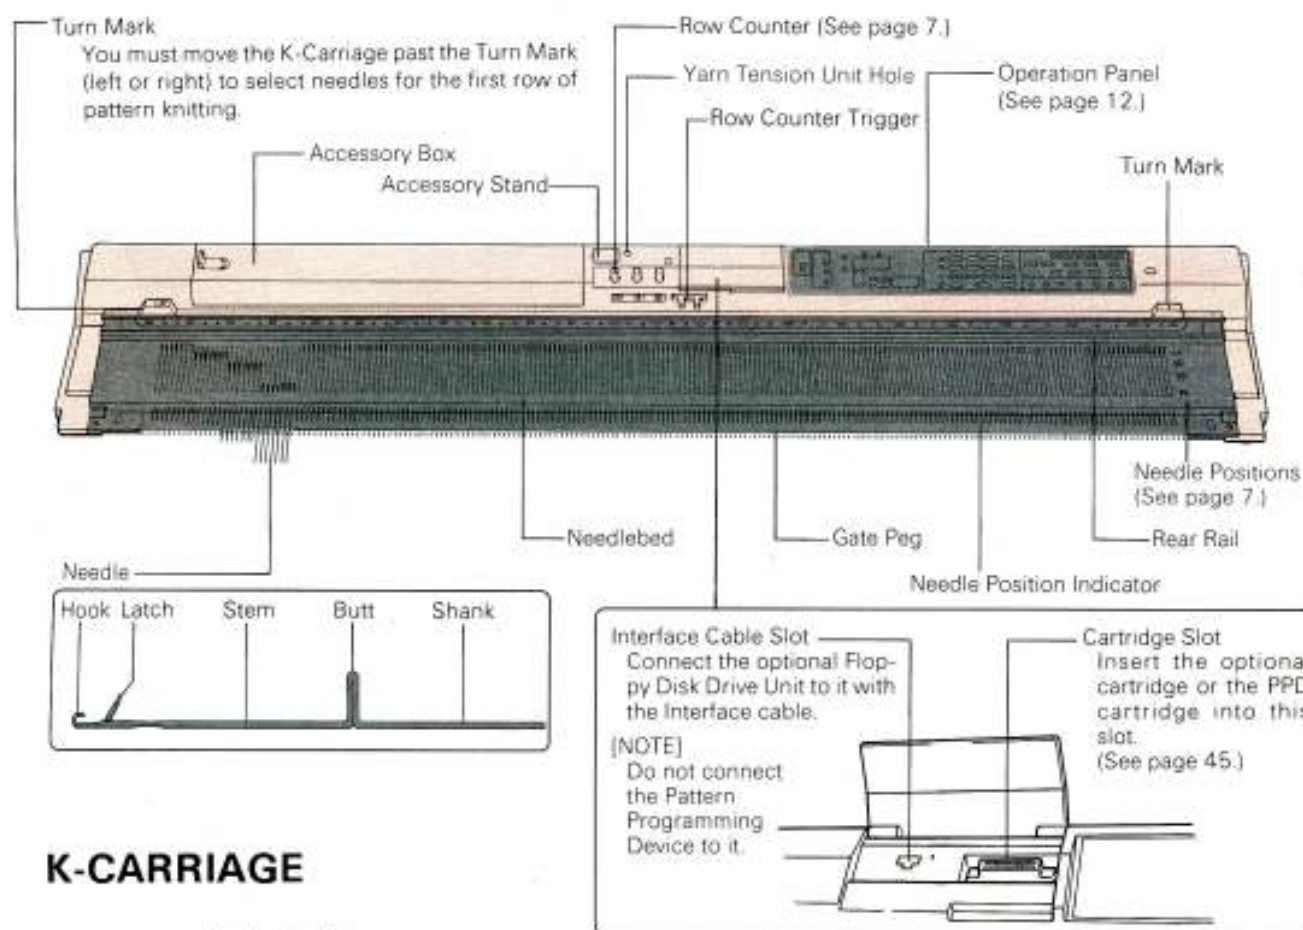 Turn Mark
You must move the K-Carriage past the Turn Mark
(left or right) to select needles for the first row of
pattern knitting.
Row Counter (See page 7.)
Yarn Tension Unit Hole
Operation Panel
(See page 12.)
Row Counter Trigger
Accessory Box
Accessory Stand
Turn Mark
Needle Positions
(See page 7.)
Needlebed
Gate Peg
Rear Rail
Needle Position Indicator
Needle
Hook Latch Stem Butt Shank
Interface Cable Slot
Connect the optional Flop-
py Disk Drive Unit to it with
the Interface cable.
[NOTE]
Do not connect
the Pattern
Programming
Device to it.
Cartridge Slot
Insert the optiona
cartridge or the PPD
cartridge into this
slot.
(See page 45.)
K-CARRIAGE